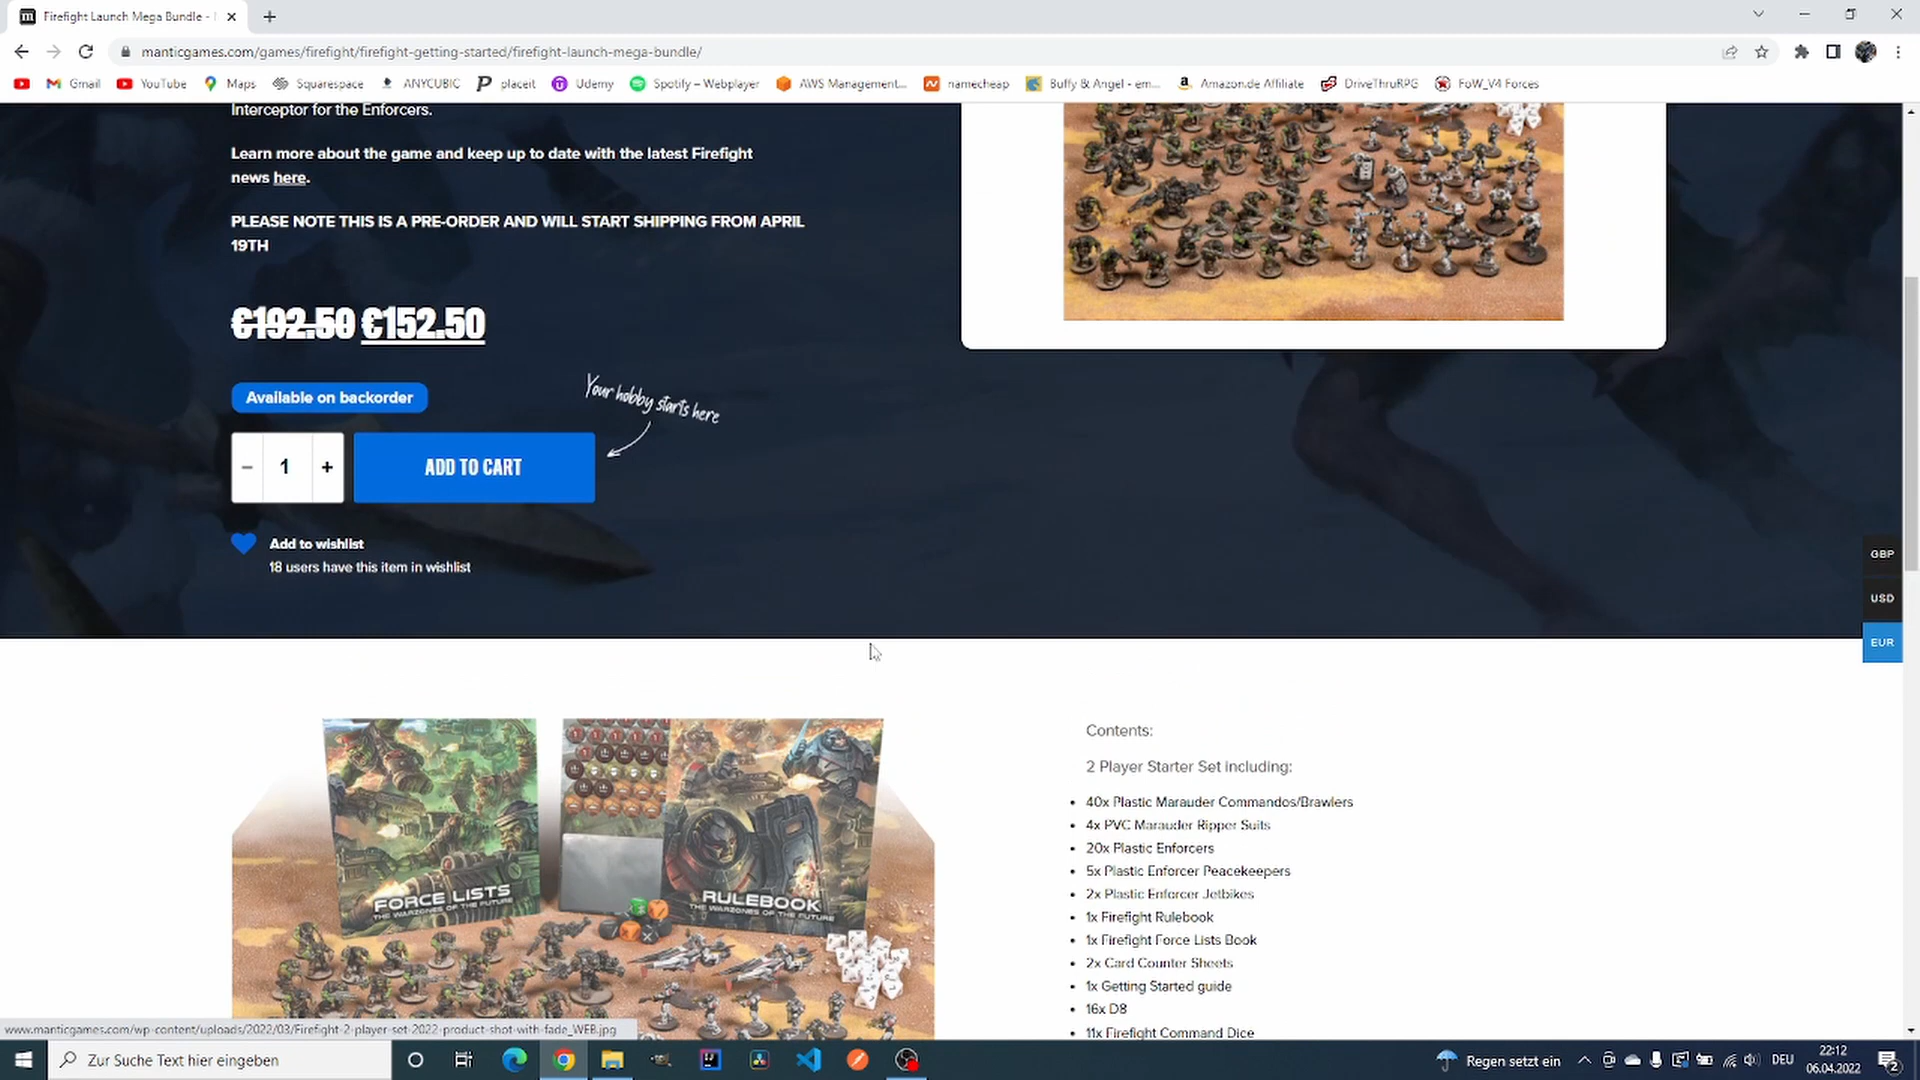 Firefight Launch Mega Bundle -
manticgames.com/games/firefight/firefight-getting-started/firefight-launch-mega-bundle/
Gmail
YouTube
Maps
Squarespace
ANYCUBIC
placeit
Udemy
Spotify – Webplayer
AWS Management...
namecheap
Buffy & Angel - em...
Amazon.de Affiliate
DriveThruRPG
FoW_V4 Forces
Interceptor for the Enforcers.
Learn more about the game and keep up to date with the latest Firefight
news here.
PLEASE NOTE THIS IS A PRE-ORDER AND WILL START SHIPPING FROM APRIL
19TH
€192.50 €152.50
Available on backorder
Your hobby starts here
− 1 +
ADD TO CART
Add to wishlist
18 users have this item in wishlist
GBP
USD
EUR
FORCE LISTS
THE WARZONES OF THE FUTURE
RULEBOOK
THE WARZONES OF THE FUTURE
Contents:
2 Player Starter Set including:
• 40x Plastic Marauder Commandos/Brawlers
• 4x PVC Marauder Ripper Suits
• 20x Plastic Enforcers
• 5x Plastic Enforcer Peacekeepers
• 2x Plastic Enforcer Jetbikes
• 1x Firefight Rulebook
• 1x Firefight Force Lists Book
• 2x Card Counter Sheets
• 1x Getting Started guide
• 16x D8
• 11x Firefight Command Dice
www.manticgames.com/wp-content/uploads/2022/03/Firefight-2-player-set-2022-product-shot-with-fade_WEB.jpg
Zur Suche Text hier eingeben
Regen setzt ein
DEU
22:12
06.04.2022
2